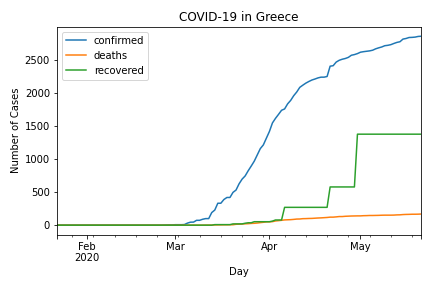 COVID-19 in Greece
confirmed
deaths
recovered
Number of Cases
2500
2000
1500
1000
500
0
Feb Mar Apr May
2020
Day